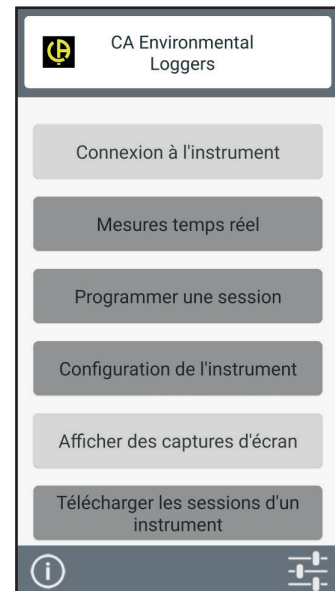 CA Environmental
Loggers
Connexion à l'instrument
Mesures temps réel
Programmer une session
Configuration de l'instrument
Afficher des captures d'écran
Télécharger les sessions d'un
instrument